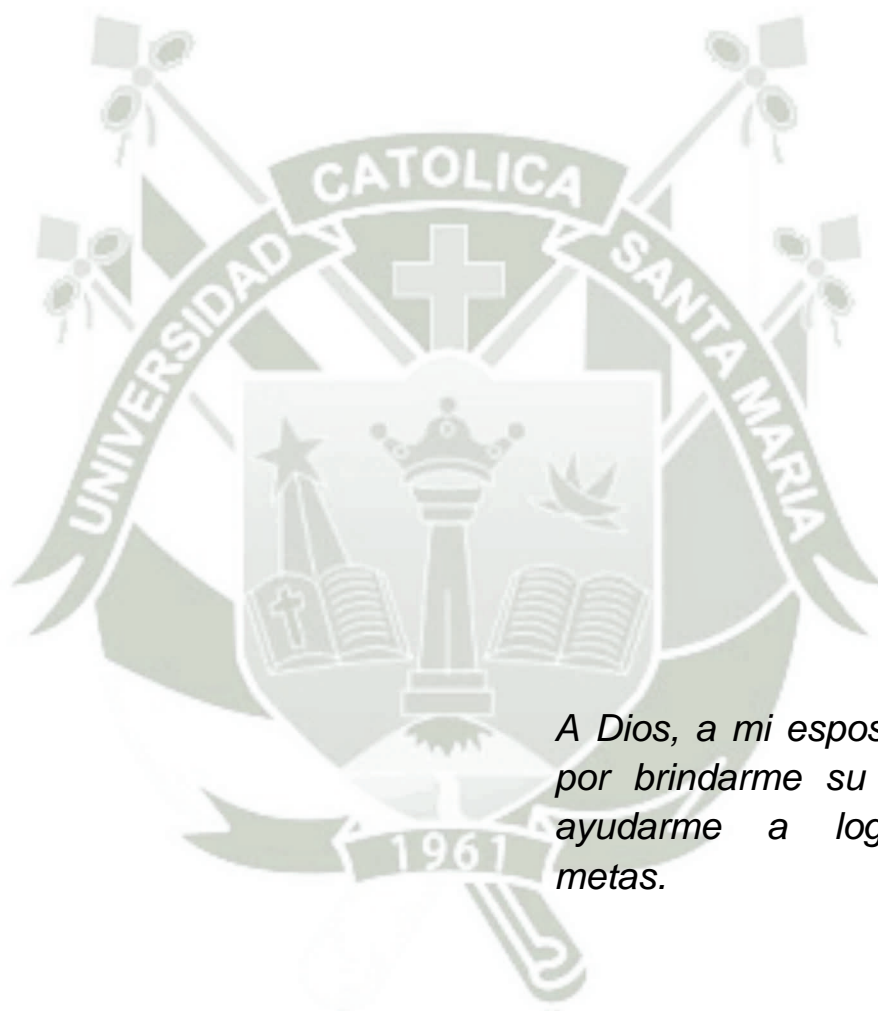 UNIVERSIDAD CATOLICA SANTA MARIA
A Dios, a mi espos
por brindarme su
ayudarme a log
metas.
1961